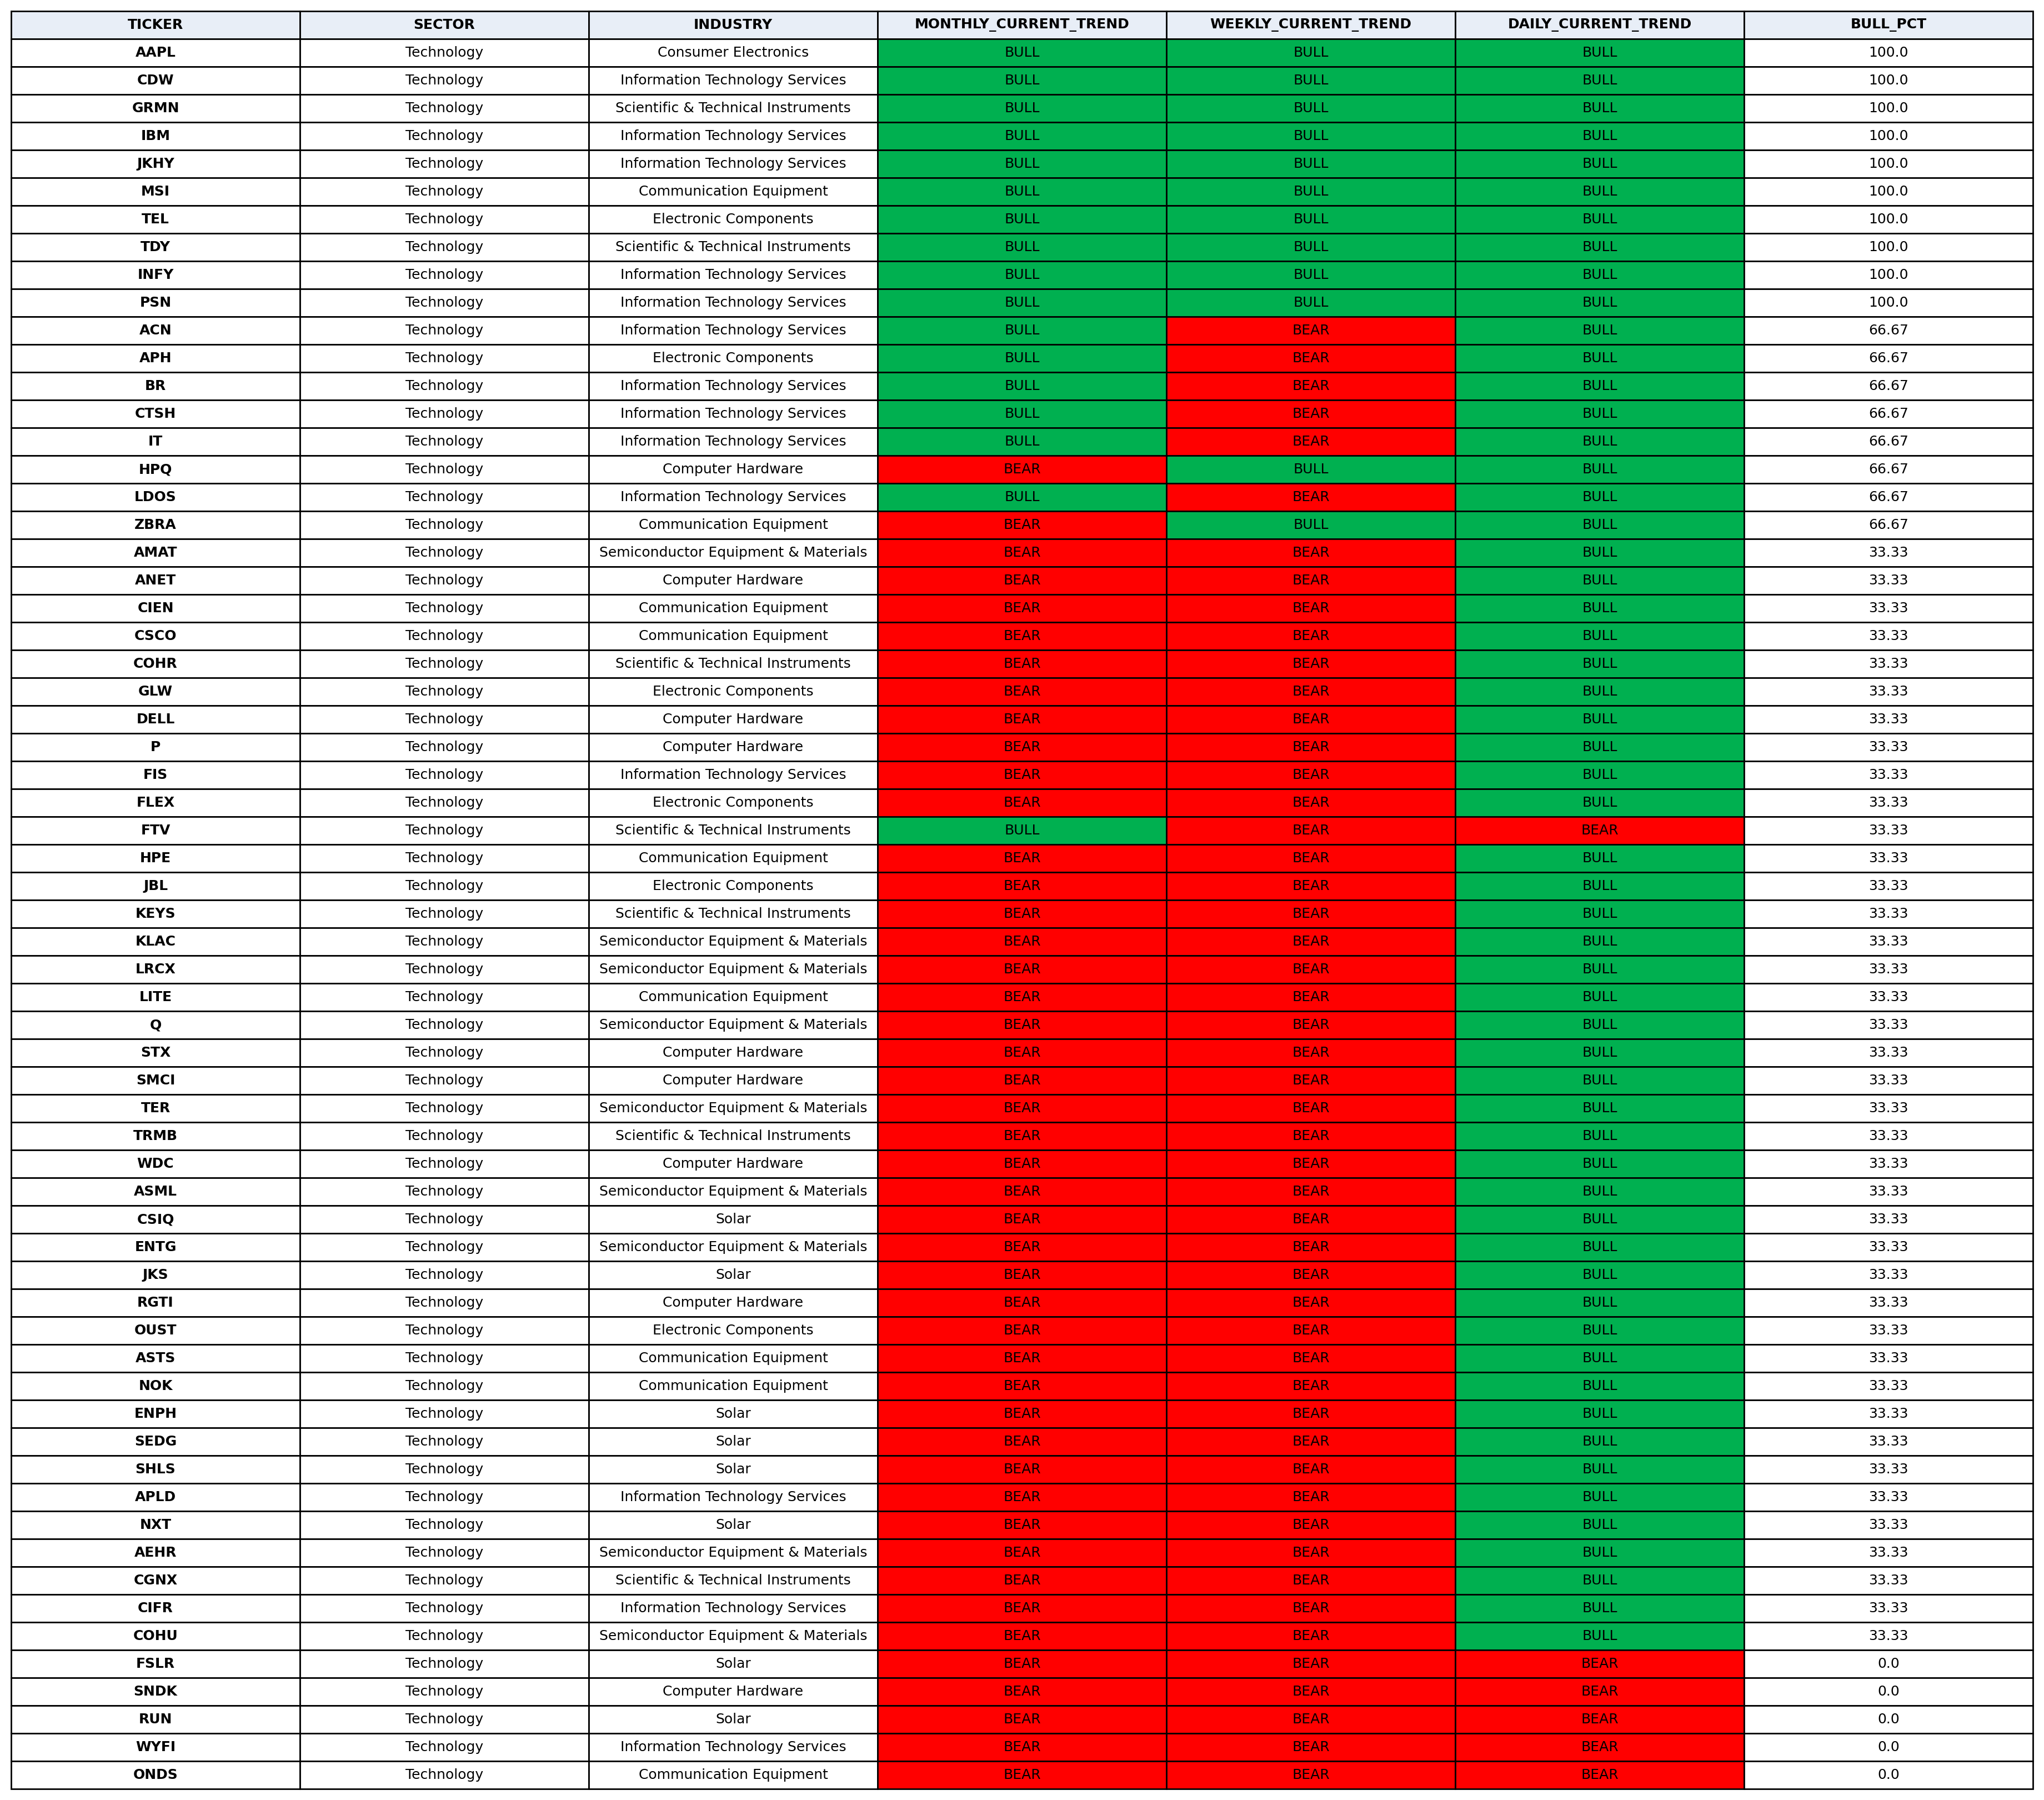 TICKER SECTOR INDUSTRY MONTHLY_CURRENT_TREND WEEKLY_CURRENT_TREND DAILY_CURRENT_TREND BULL_PCT
AAPL Technology Consumer Electronics BULL BULL BULL 100.0
CDW Technology Information Technology Services BULL BULL BULL 100.0
GRMN Technology Scientific & Technical Instruments BULL BULL BULL 100.0
IBM Technology Information Technology Services BULL BULL BULL 100.0
JKHY Technology Information Technology Services BULL BULL BULL 100.0
MSI Technology Communication Equipment BULL BULL BULL 100.0
TEL Technology Electronic Components BULL BULL BULL 100.0
TDY Technology Scientific & Technical Instruments BULL BULL BULL 100.0
INFY Technology Information Technology Services BULL BULL BULL 100.0
PSN Technology Information Technology Services BULL BULL BULL 100.0
ACN Technology Information Technology Services BULL BEAR BULL 66.67
APH Technology Electronic Components BULL BEAR BULL 66.67
BR Technology Information Technology Services BULL BEAR BULL 66.67
CTSH Technology Information Technology Services BULL BEAR BULL 66.67
IT Technology Information Technology Services BULL BEAR BULL 66.67
HPQ Technology Computer Hardware BEAR BULL BULL 66.67
LDOS Technology Information Technology Services BULL BEAR BULL 66.67
ZBRA Technology Communication Equipment BEAR BULL BULL 66.67
AMAT Technology Semiconductor Equipment & Materials BEAR BEAR BULL 33.33
ANET Technology Computer Hardware BEAR BEAR BULL 33.33
CIEN Technology Communication Equipment BEAR BEAR BULL 33.33
CSCO Technology Communication Equipment BEAR BEAR BULL 33.33
COHR Technology Scientific & Technical Instruments BEAR BEAR BULL 33.33
GLW Technology Electronic Components BEAR BEAR BULL 33.33
DELL Technology Computer Hardware BEAR BEAR BULL 33.33
P Technology Computer Hardware BEAR BEAR BULL 33.33
FIS Technology Information Technology Services BEAR BEAR BULL 33.33
FLEX Technology Electronic Components BEAR BEAR BULL 33.33
FTV Technology Scientific & Technical Instruments BULL BEAR BEAR 33.33
HPE Technology Communication Equipment BEAR BEAR BULL 33.33
JBL Technology Electronic Components BEAR BEAR BULL 33.33
KEYS Technology Scientific & Technical Instruments BEAR BEAR BULL 33.33
KLAC Technology Semiconductor Equipment & Materials BEAR BEAR BULL 33.33
LRCX Technology Semiconductor Equipment & Materials BEAR BEAR BULL 33.33
LITE Technology Communication Equipment BEAR BEAR BULL 33.33
Q Technology Semiconductor Equipment & Materials BEAR BEAR BULL 33.33
STX Technology Computer Hardware BEAR BEAR BULL 33.33
SMCI Technology Computer Hardware BEAR BEAR BULL 33.33
TER Technology Semiconductor Equipment & Materials BEAR BEAR BULL 33.33
TRMB Technology Scientific & Technical Instruments BEAR BEAR BULL 33.33
WDC Technology Computer Hardware BEAR BEAR BULL 33.33
ASML Technology Semiconductor Equipment & Materials BEAR BEAR BULL 33.33
CSIQ Technology Solar BEAR BEAR BULL 33.33
ENTG Technology Semiconductor Equipment & Materials BEAR BEAR BULL 33.33
JKS Technology Solar BEAR BEAR BULL 33.33
RGTI Technology Computer Hardware BEAR BEAR BULL 33.33
OUST Technology Electronic Components BEAR BEAR BULL 33.33
ASTS Technology Communication Equipment BEAR BEAR BULL 33.33
NOK Technology Communication Equipment BEAR BEAR BULL 33.33
ENPH Technology Solar BEAR BEAR BULL 33.33
SEDG Technology Solar BEAR BEAR BULL 33.33
SHLS Technology Solar BEAR BEAR BULL 33.33
APLD Technology Information Technology Services BEAR BEAR BULL 33.33
NXT Technology Solar BEAR BEAR BULL 33.33
AEHR Technology Semiconductor Equipment & Materials BEAR BEAR BULL 33.33
CGNX Technology Scientific & Technical Instruments BEAR BEAR BULL 33.33
CIFR Technology Information Technology Services BEAR BEAR BULL 33.33
COHU Technology Semiconductor Equipment & Materials BEAR BEAR BULL 33.33
FSLR Technology Solar BEAR BEAR BEAR 0.0
SNDK Technology Computer Hardware BEAR BEAR BEAR 0.0
RUN Technology Solar BEAR BEAR BEAR 0.0
WYFI Technology Information Technology Services BEAR BEAR BEAR 0.0
ONDS Technology Communication Equipment BEAR BEAR BEAR 0.0